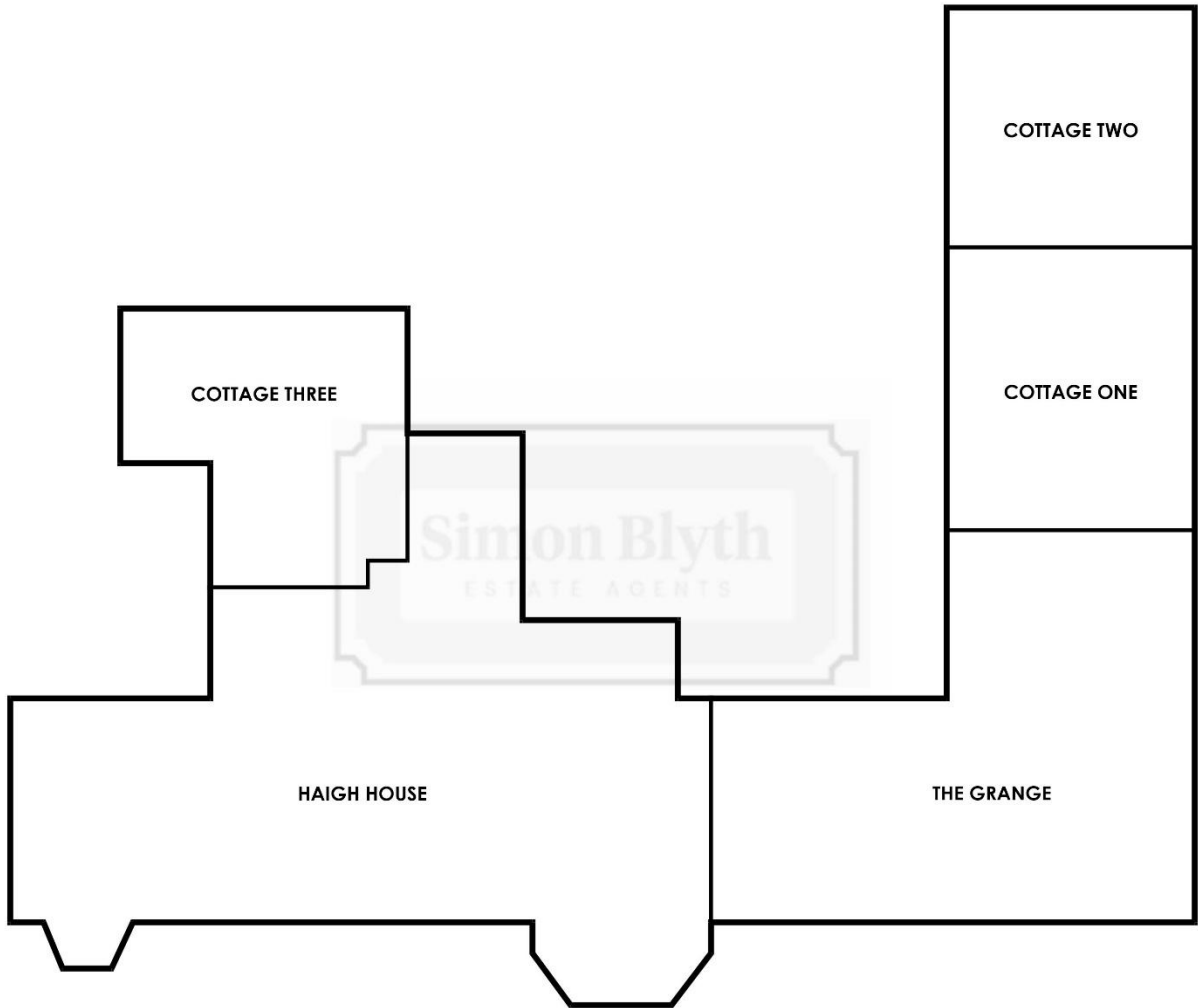 COTTAGE TWO
COTTAGE THREE
COTTAGE ONE
Simon Blyth
ESTATE AGENTS
HAIGH HOUSE
THE GRANGE